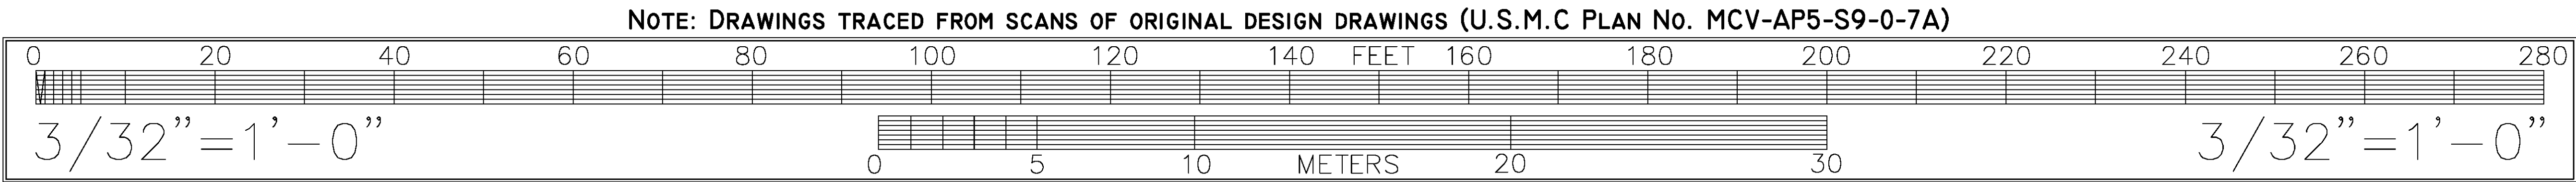 NOTE: DRAWINGS TRACED FROM SCANS OF ORIGINAL DESIGN DRAWINGS (U.S.M.C PLAN NO. MCV-AP5-S9-0-7A)
0 20 40 60 80 100 120 140 FEET 160 180 200 220 240 260 280
3/32”=1’-0” 3/32”=1’-0”
0 5 10 METERS 20 30